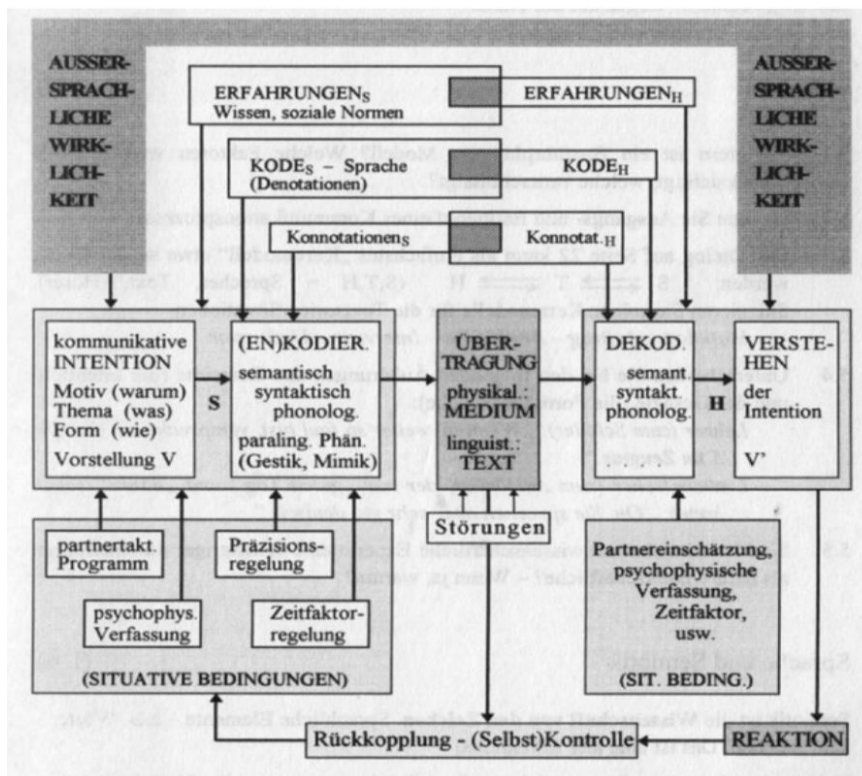 AUSSER-
SPRACH-
LICHE
WIRK-
LICH-
KEIT
ERFAHRUNGENS
Wissen, soziale Normen
ERFAHRUNGENH
AUSSER-
SPRACH-
LICHE
WIRK-
LICH-
KEIT
KODES – Sprache
(Denotationen)
KODEH
KonnotationenS
Konnotat.H
kommunikative
INTENTION
Motiv (warum)
Thema (was)
Form (wie)
Vorstellung V
S
(EN)KODIER.
semantisch
syntaktisch
phonolog.
paraling. Phän.
(Gestik, Mimik)
ÜBER-
TRAGUNG
physikal.:
MEDIUM
linguist.:
TEXT
DEKOD.
semant.
syntakt
phonolog.
H
VERSTE-
HEN
der
Intention
V'
Störungen
partnertakt
Programm
Präzisions-
regelung
psychophys.
Verfassung
Zeitfaktor-
regelung
(SITUATIVE BEDINGUNGEN)
Partnereinschätzung,
psychophysische
Verfassung,
Zeitfaktor,
usw.
(SIT. BEDING.)
Rückkopplung - (Selbst)Kontrolle
REAKTION